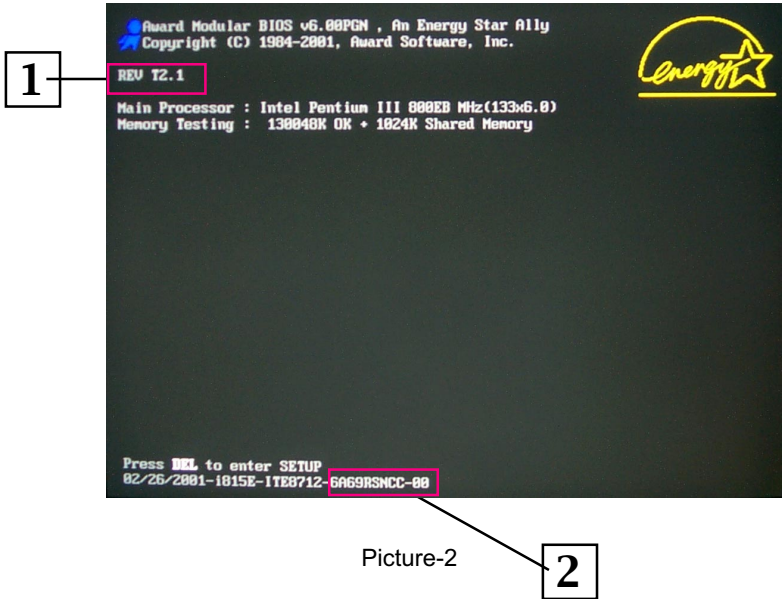 Award Modular BIOS v6.00PGN , An Energy Star Ally
Copyright (C) 1984-2001, Award Software, Inc.
energy
1
REV T2.1
Main Processor : Intel Pentium III 800EB MHz(133x6.0)
Memory Testing :  130048K OK + 1024K Shared Memory
Press DEL to enter SETUP
02/26/2001-i815E-ITE8712-6A69RSNCC-00
Picture-2
2